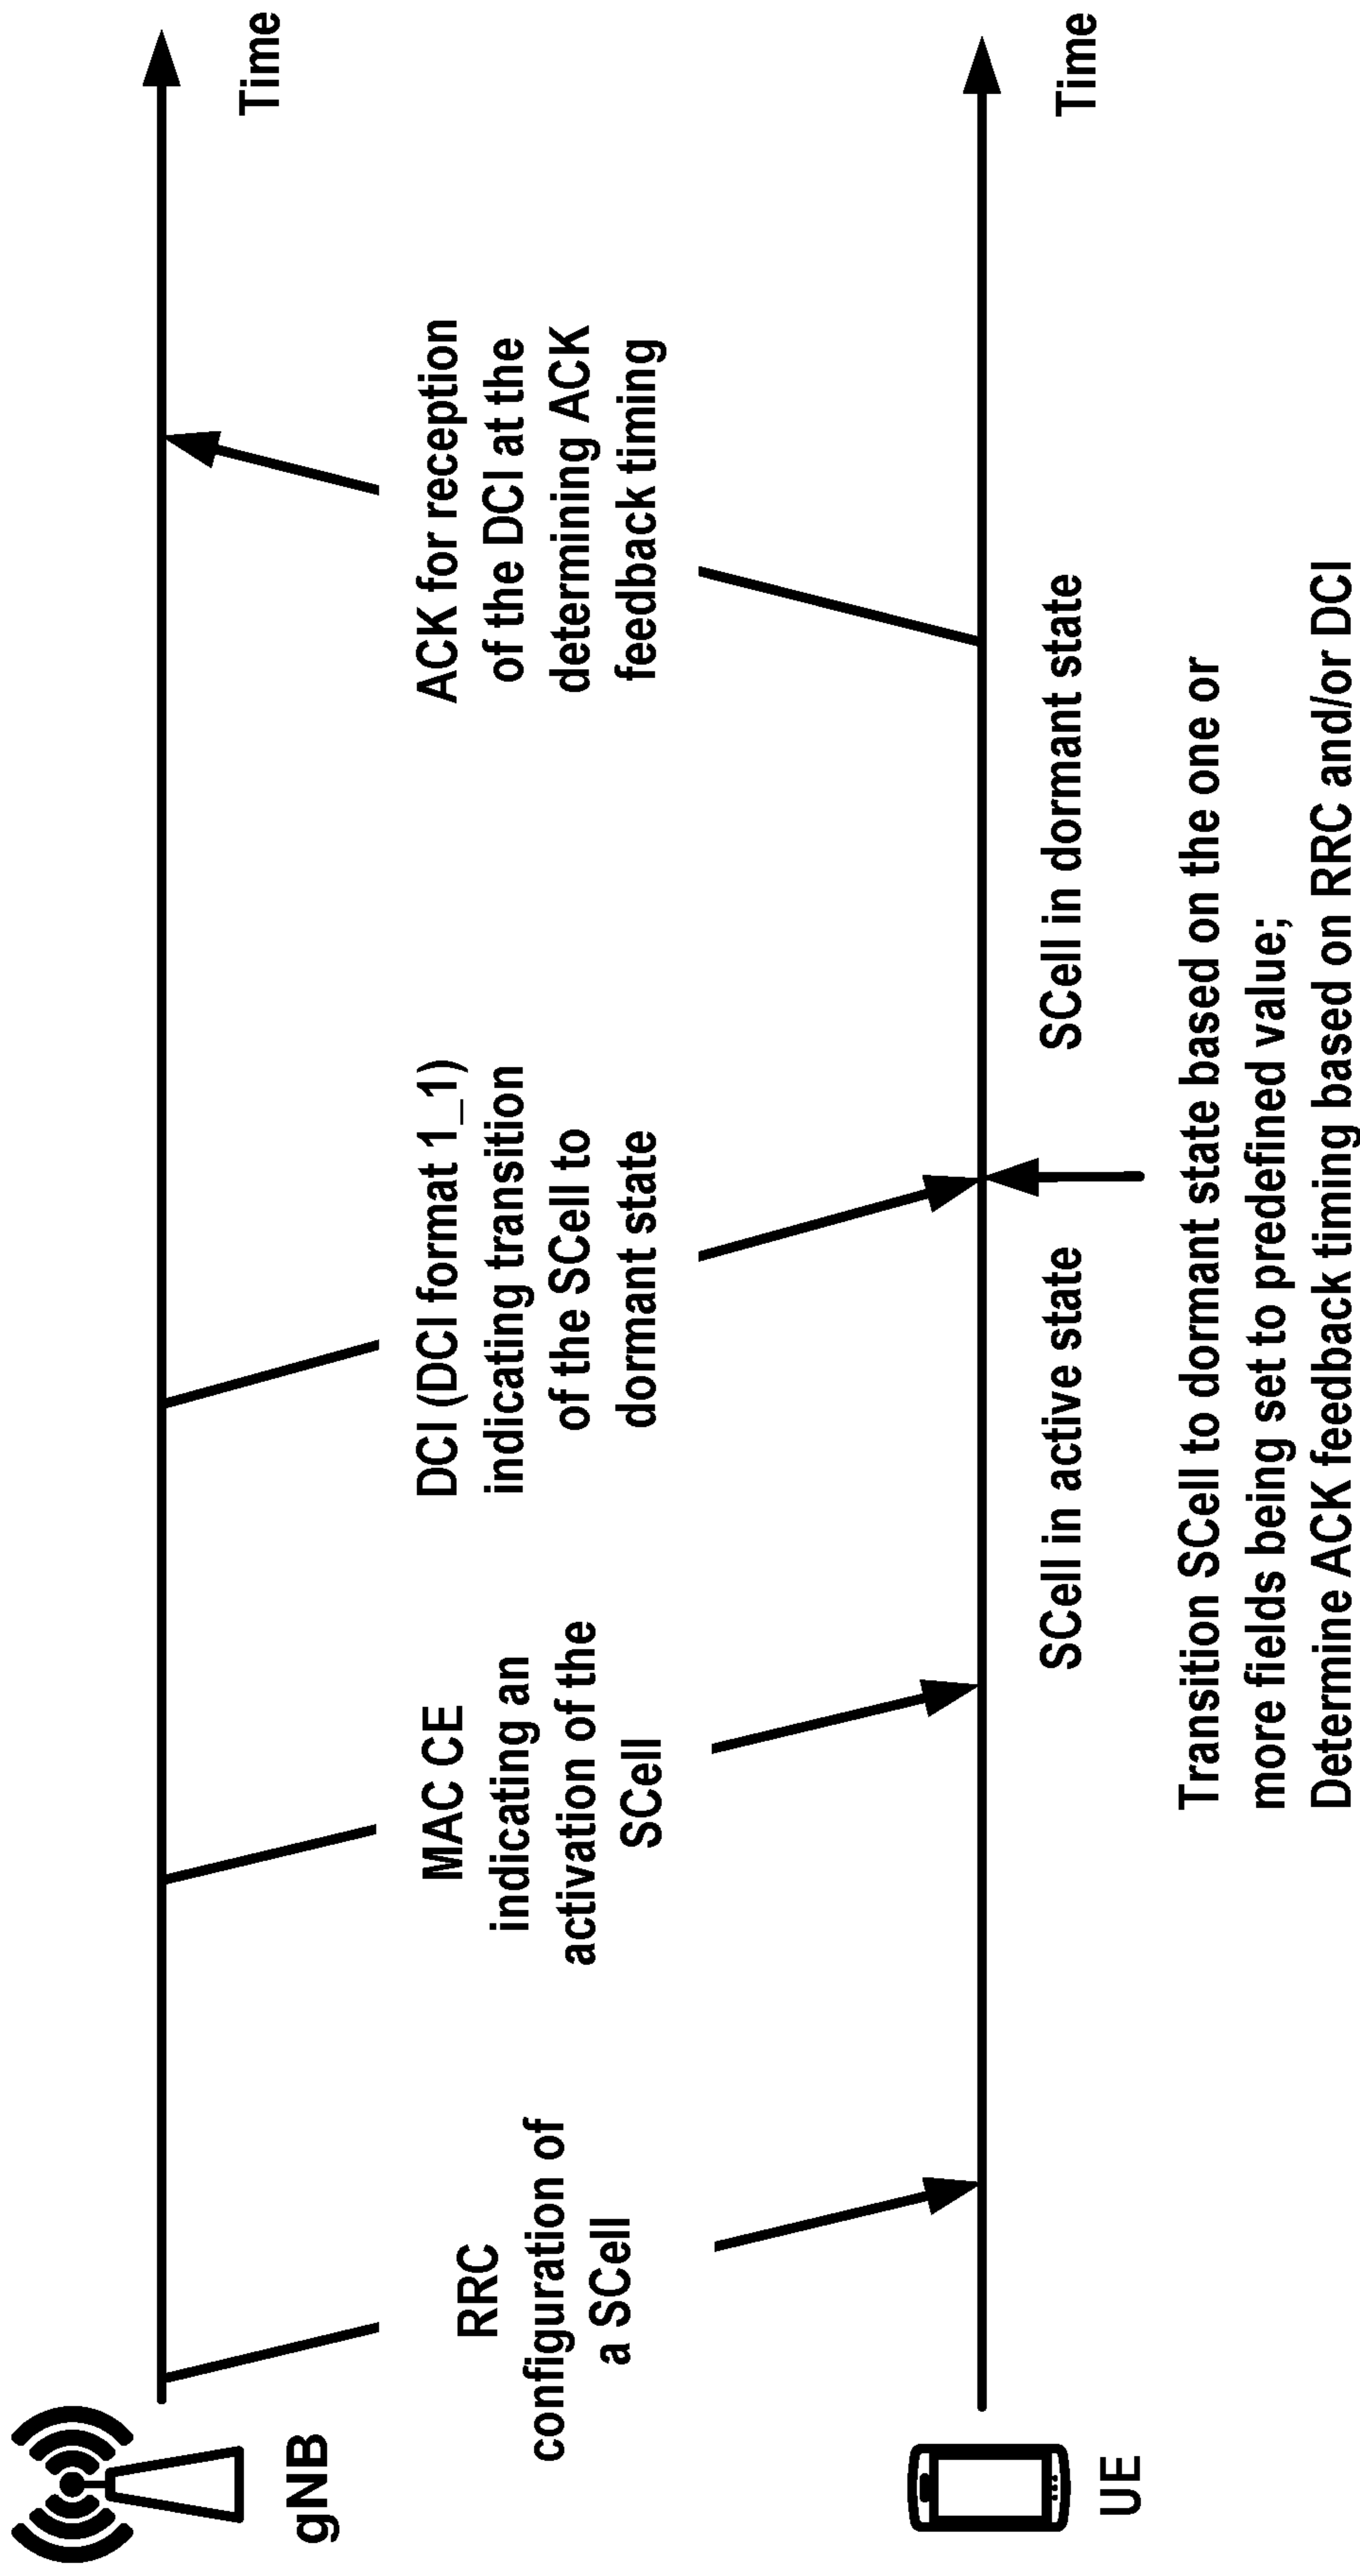 gNB
RRC
configuration of
a SCell
MAC CE
indicating an
activation of the
SCell
DCI (DCI format 1_1)
indicating transition
of the SCell to
dormant state
ACK for reception
of the DCI at the
determining ACK
feedback timing
Time
UE
SCell in active state
SCell in dormant state
Time
Transition SCell to dormant state based on the one or
more fields being set to predefined value;
Determine ACK feedback timing based on RRC and/or DCI